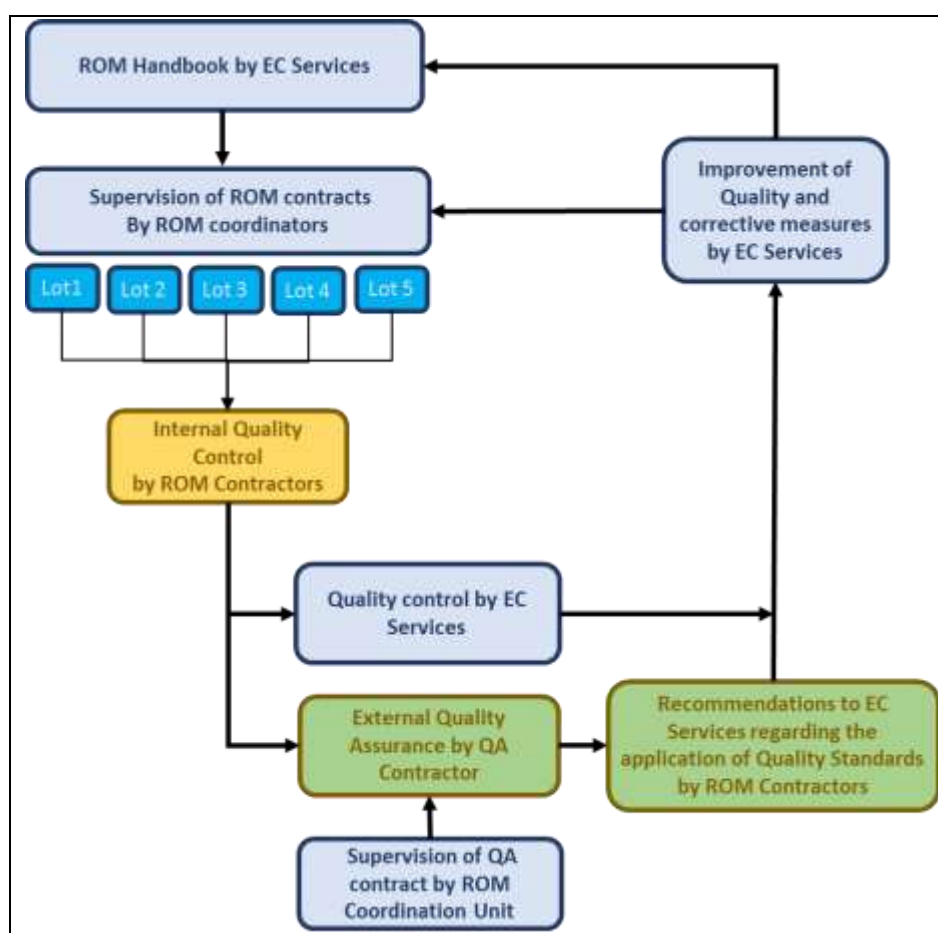 ROM Handbook by EC Services
Supervision of ROM contracts
By ROM coordinators
Lot1
Lot 2
Lot 3
Lot 4
Lot 5
Improvement of
Quality and
corrective measures
by EC Services
Internal Quality
Control
by ROM Contractors
Quality control by EC
Services
External Quality
Assurance by QA
Contractor
Recommendations to EC
Services regarding the
application of Quality Standards
by ROM Contractors
Supervision of QA
contract by ROM
Coordination Unit